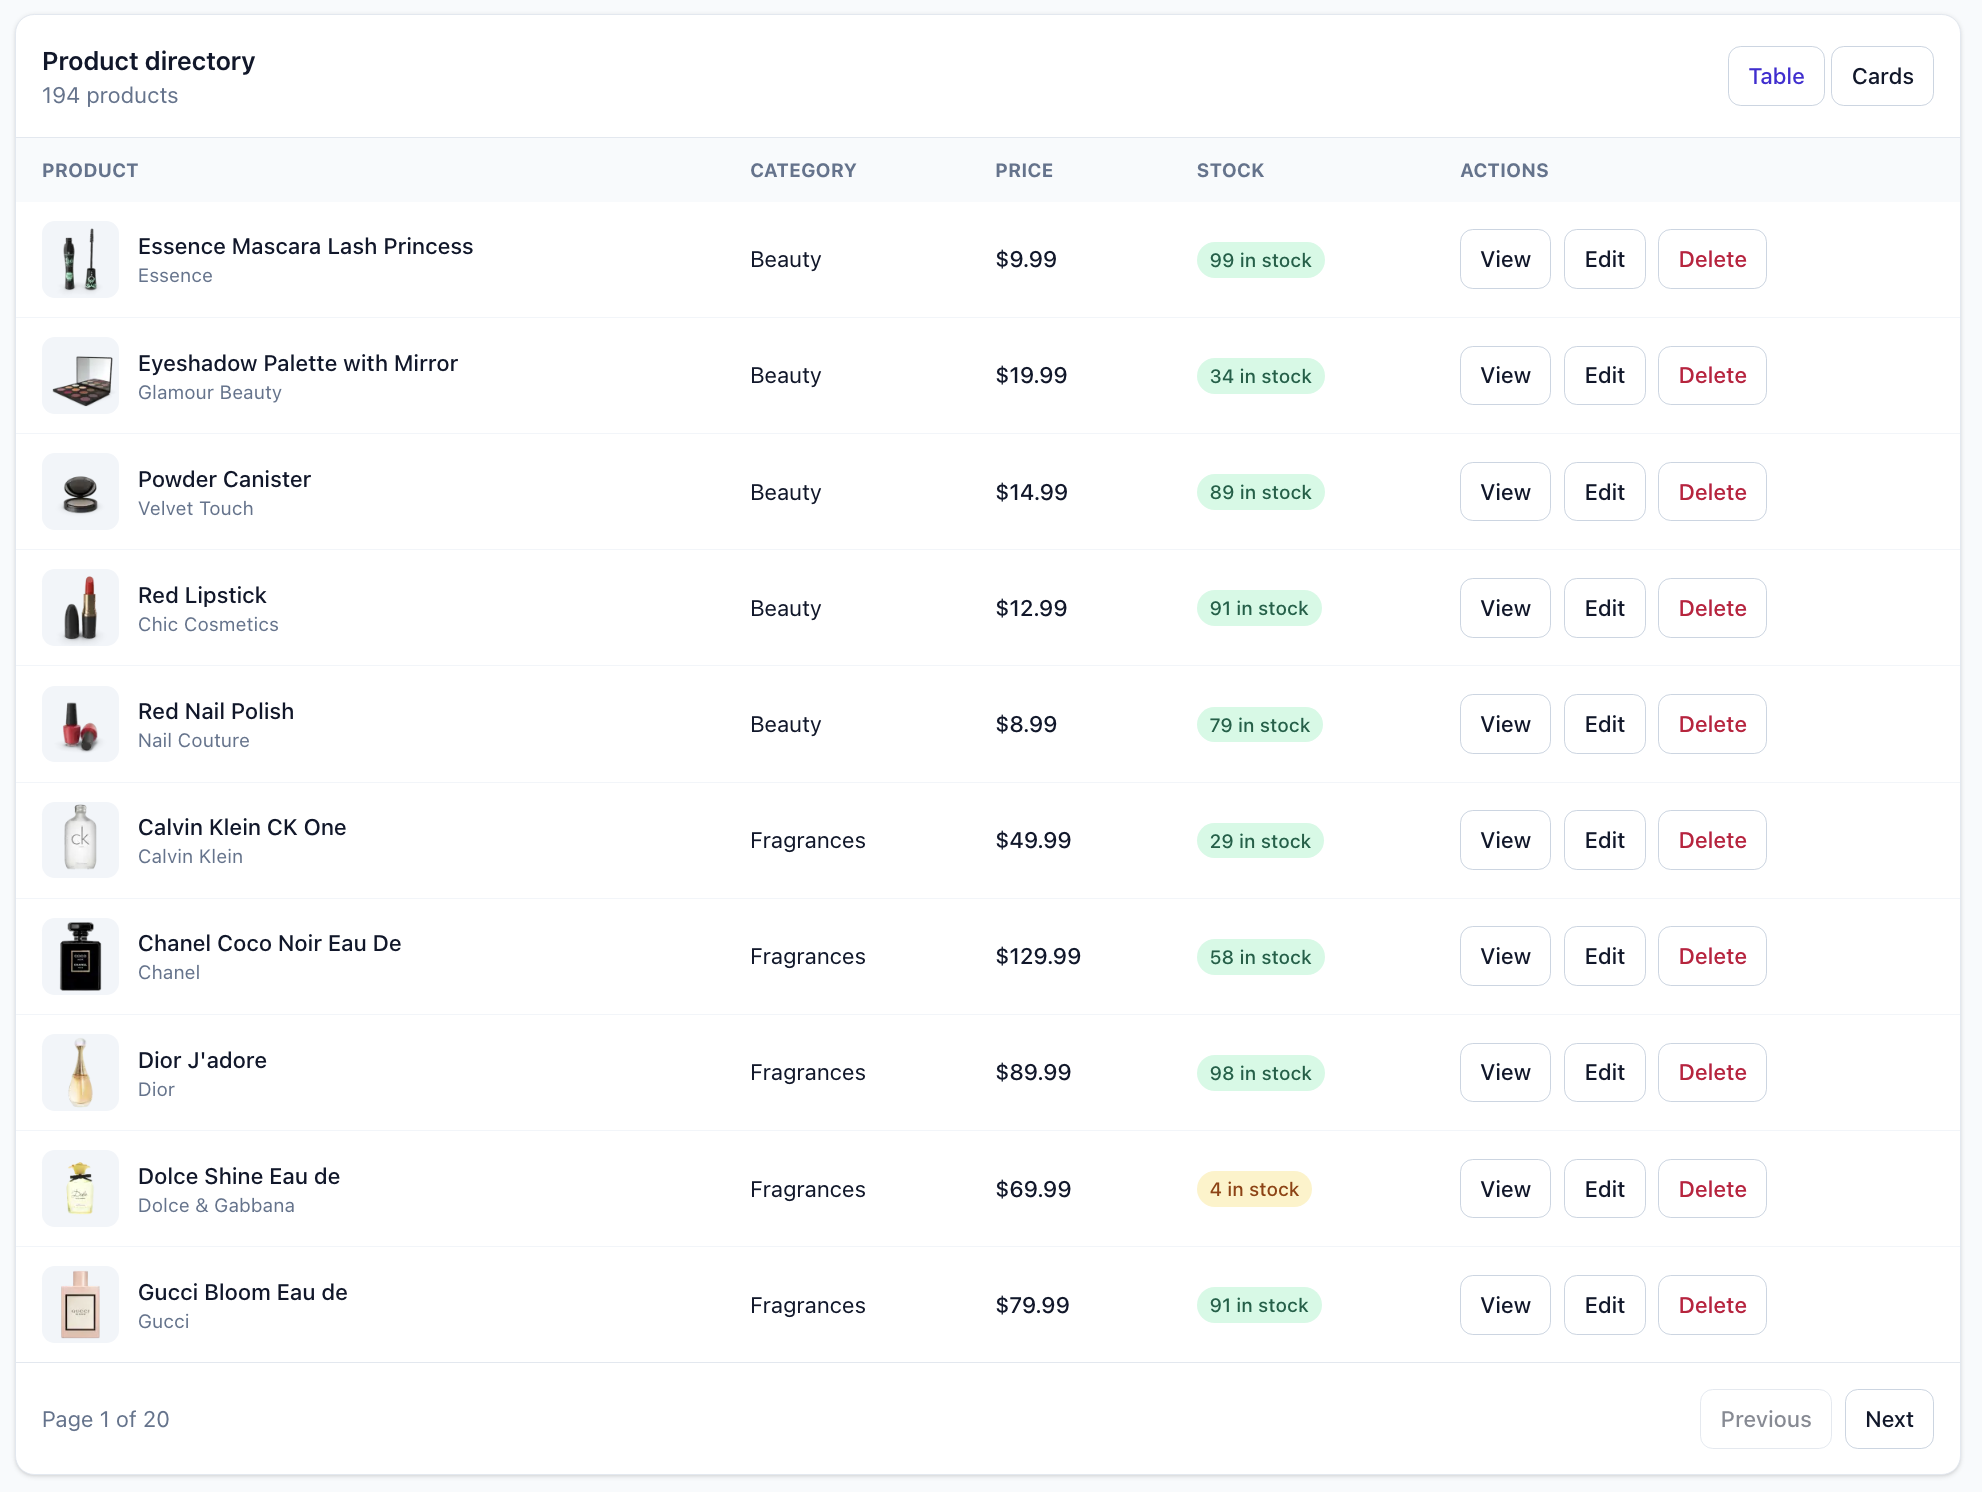 Product directory
194 products
Table Cards
PRODUCT CATEGORY PRICE STOCK ACTIONS
Essence Mascara Lash Princess
Essence
Beauty $9.99 99 in stock View Edit Delete
Eyeshadow Palette with Mirror
Glamour Beauty
Beauty $19.99 34 in stock View Edit Delete
Powder Canister
Velvet Touch
Beauty $14.99 89 in stock View Edit Delete
Red Lipstick
Chic Cosmetics
Beauty $12.99 91 in stock View Edit Delete
Red Nail Polish
Nail Couture
Beauty $8.99 79 in stock View Edit Delete
ck
Calvin Klein CK One
Calvin Klein
Fragrances $49.99 29 in stock View Edit Delete
Chanel Coco Noir Eau De
Chanel
Fragrances $129.99 58 in stock View Edit Delete
Dior J'adore
Dior
Fragrances $89.99 98 in stock View Edit Delete
Dolce Shine Eau de
Dolce & Gabbana
Fragrances $69.99 4 in stock View Edit Delete
Gucci Bloom Eau de
Gucci
Fragrances $79.99 91 in stock View Edit Delete
Page 1 of 20
Previous Next